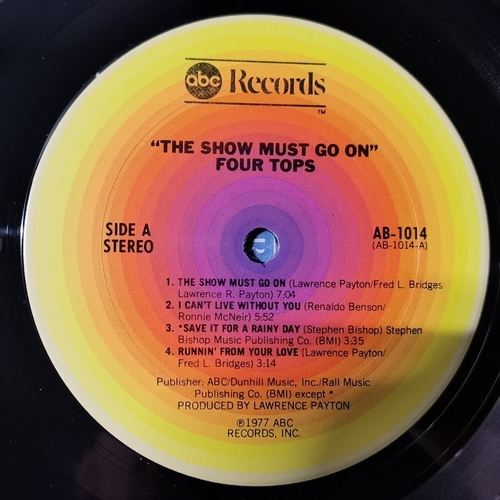 abc Records
™
"THE SHOW MUST GO ON"
FOUR TOPS
SIDE A
STEREO
AB-1014
(AB-1014-A)
1. THE SHOW MUST GO ON (Lawrence Payton/Fred L. Bridges
Lawrence R. Payton) 7:04
2. I CAN'T LIVE WITHOUT YOU (Renaldo Benson/
Ronnie McNeir) 5:52
3. *SAVE IT FOR A RAINY DAY (Stephen Bishop) Stephen
Bishop Music Publishing Co. (BMI) 3:35
4. RUNNIN' FROM YOUR LOVE (Lawrence Payton/
Fred L. Bridges) 3:14
Publisher: ABC/Dunhill Music, Inc./Rall Music
Publishing Co. (BMI) except *
PRODUCED BY LAWRENCE PAYTON
℗1977 ABC
RECORDS, INC.